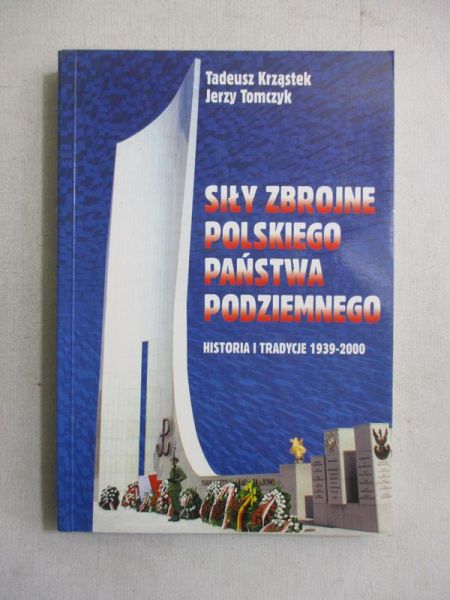 Tadeusz Krząstek
Jerzy Tomczyk
SIŁY ZBROJNE
POLSKIEGO
PAŃSTWA
PODZIEMNEGO
HISTORIA I TRADYCJE 1939-2000